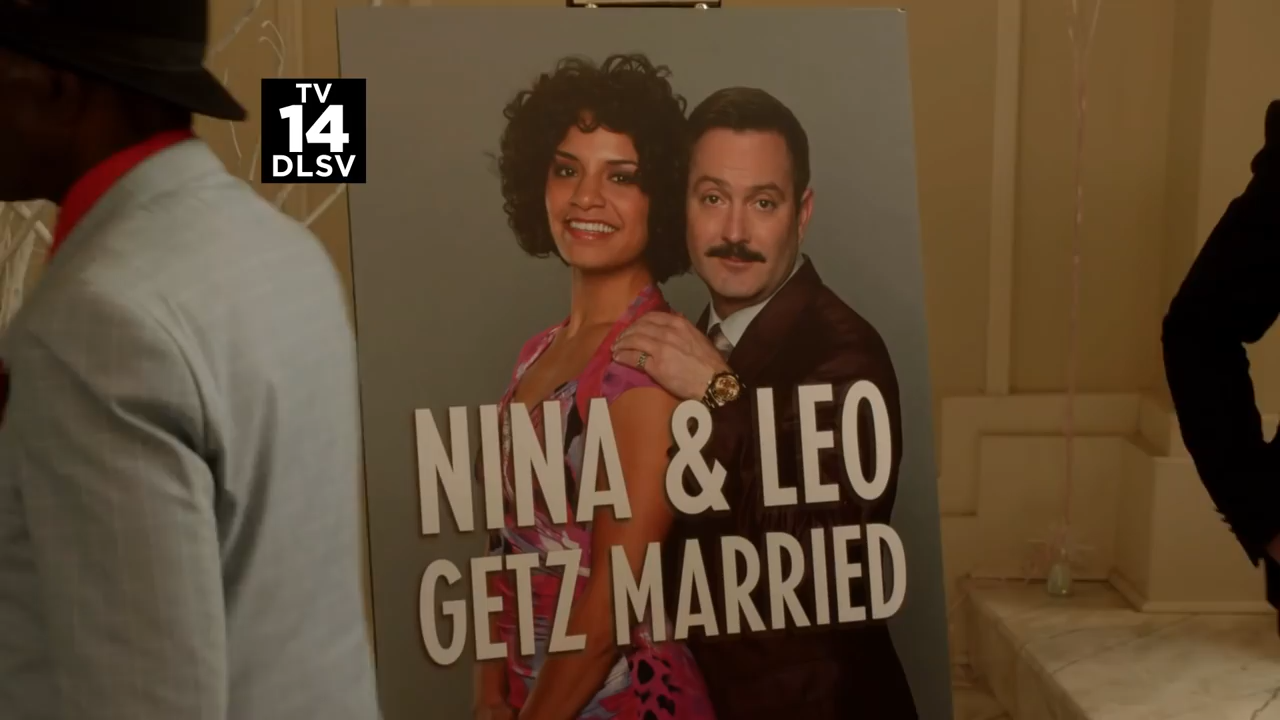 TV
14
DLSV
NINA & LEO
GETZ MARRIED